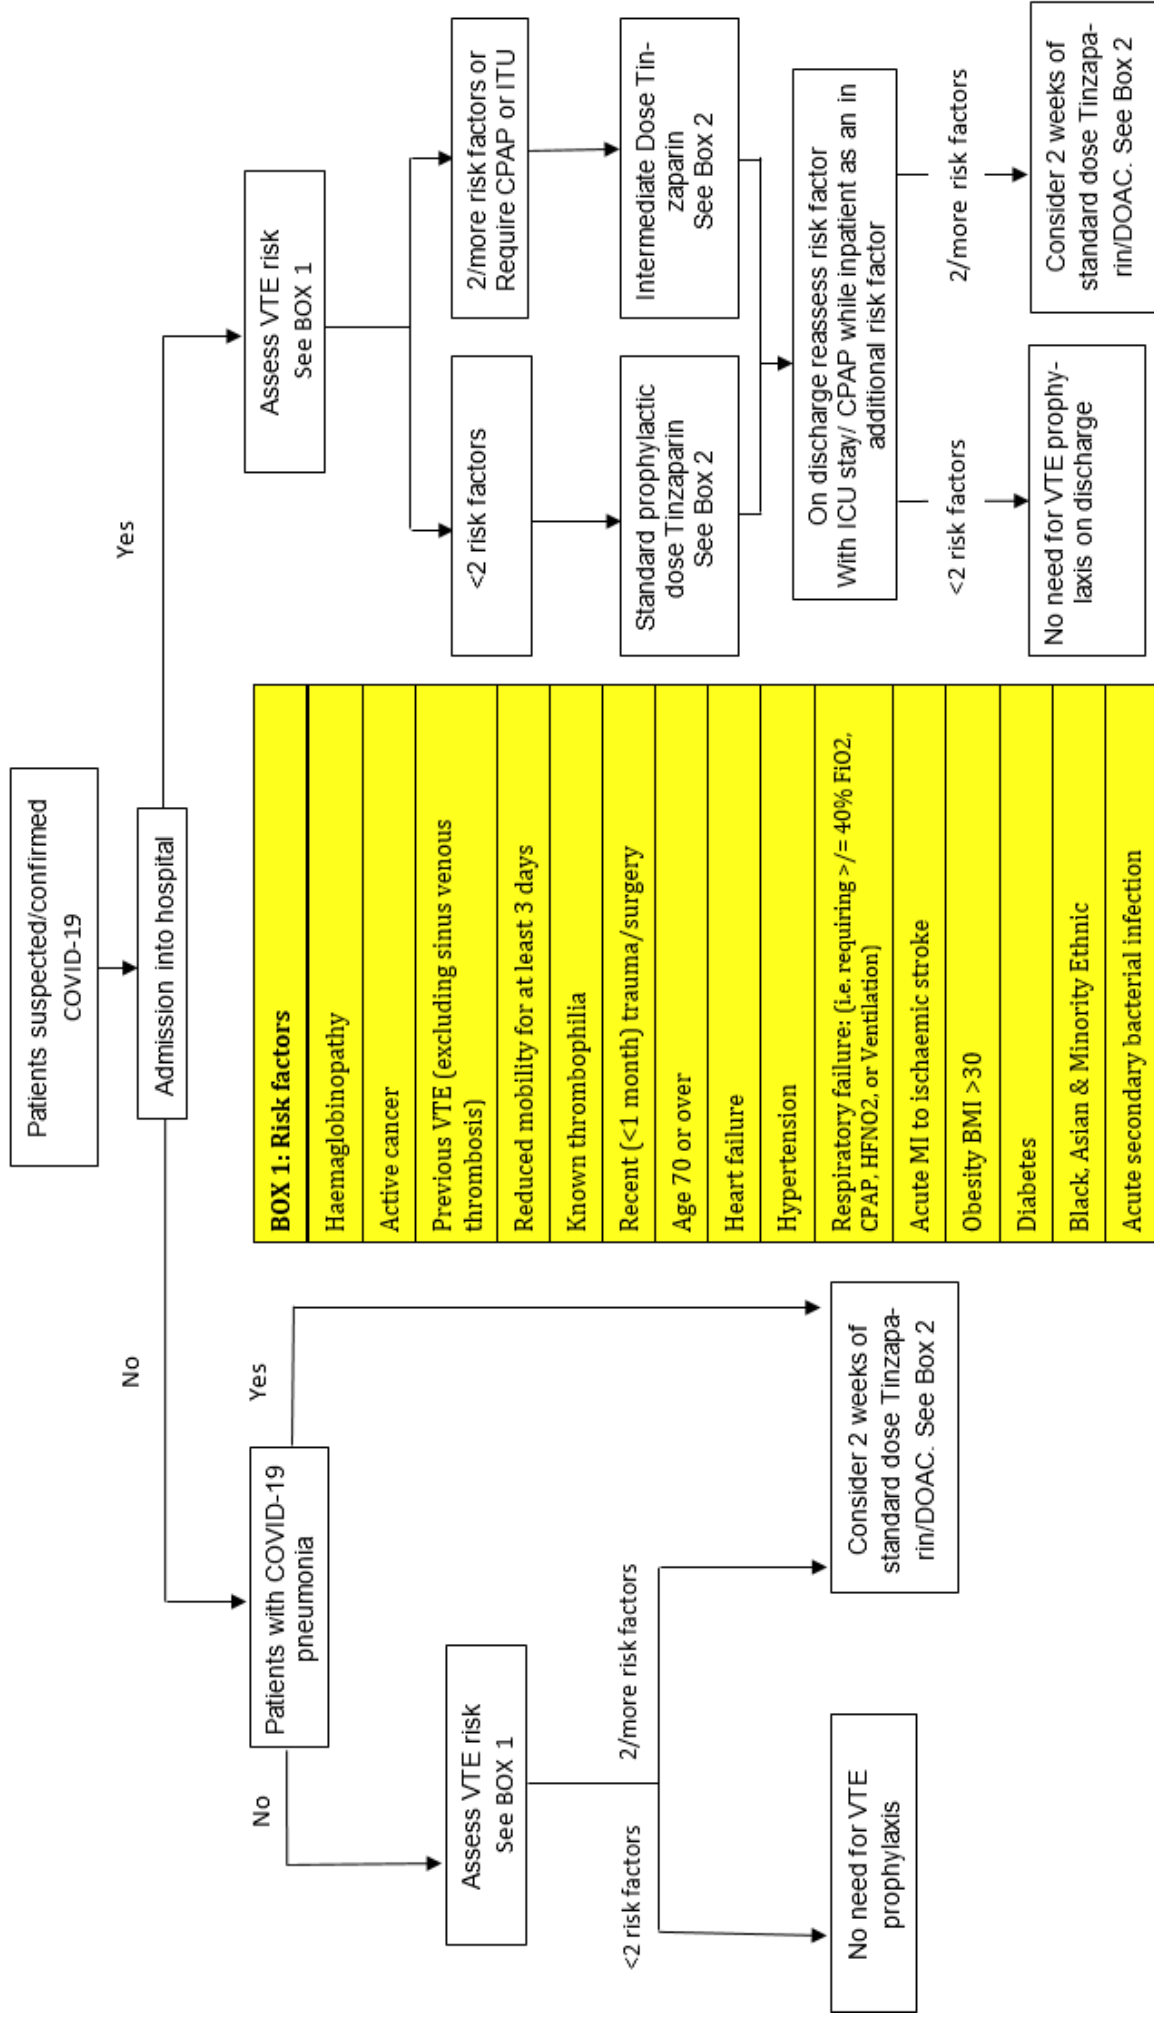 Patients suspected/confirmed
COVID-19
Admission into hospital
No
Yes
Patients with COVID-19
pneumonia
No
Yes
Assess VTE risk
See BOX 1
<2 risk factors
2/more risk factors
No need for VTE
prophylaxis
Consider 2 weeks of
standard dose Tinzapa-
rin/DOAC. See Box 2
BOX 1: Risk factors
Haemaglobinopathy
Active cancer
Previous VTE (excluding sinus venous
thrombosis)
Reduced mobility for at least 3 days
Known thrombophilia
Recent (<1 month) trauma/surgery
Age 70 or over
Heart failure
Hypertension
Respiratory failure: (i.e. requiring >/= 40% FiO2,
CPAP, HFNO2, or Ventilation)
Acute MI to ischaemic stroke
Obesity BMI >30
Diabetes
Black, Asian & Minority Ethnic
Acute secondary bacterial infection
Assess VTE risk
See BOX 1
<2 risk factors
2/more risk factors or
Require CPAP or ITU
Standard prophylactic
dose Tinzaparin
See Box 2
Intermediate Dose Tin-
zaparin
See Box 2
On discharge reassess risk factor
With ICU stay/ CPAP while inpatient as an in
additional risk factor
<2 risk factors
2/more risk factors
No need for VTE prophy-
laxis on discharge
Consider 2 weeks of
standard dose Tinzapa-
rin/DOAC. See Box 2